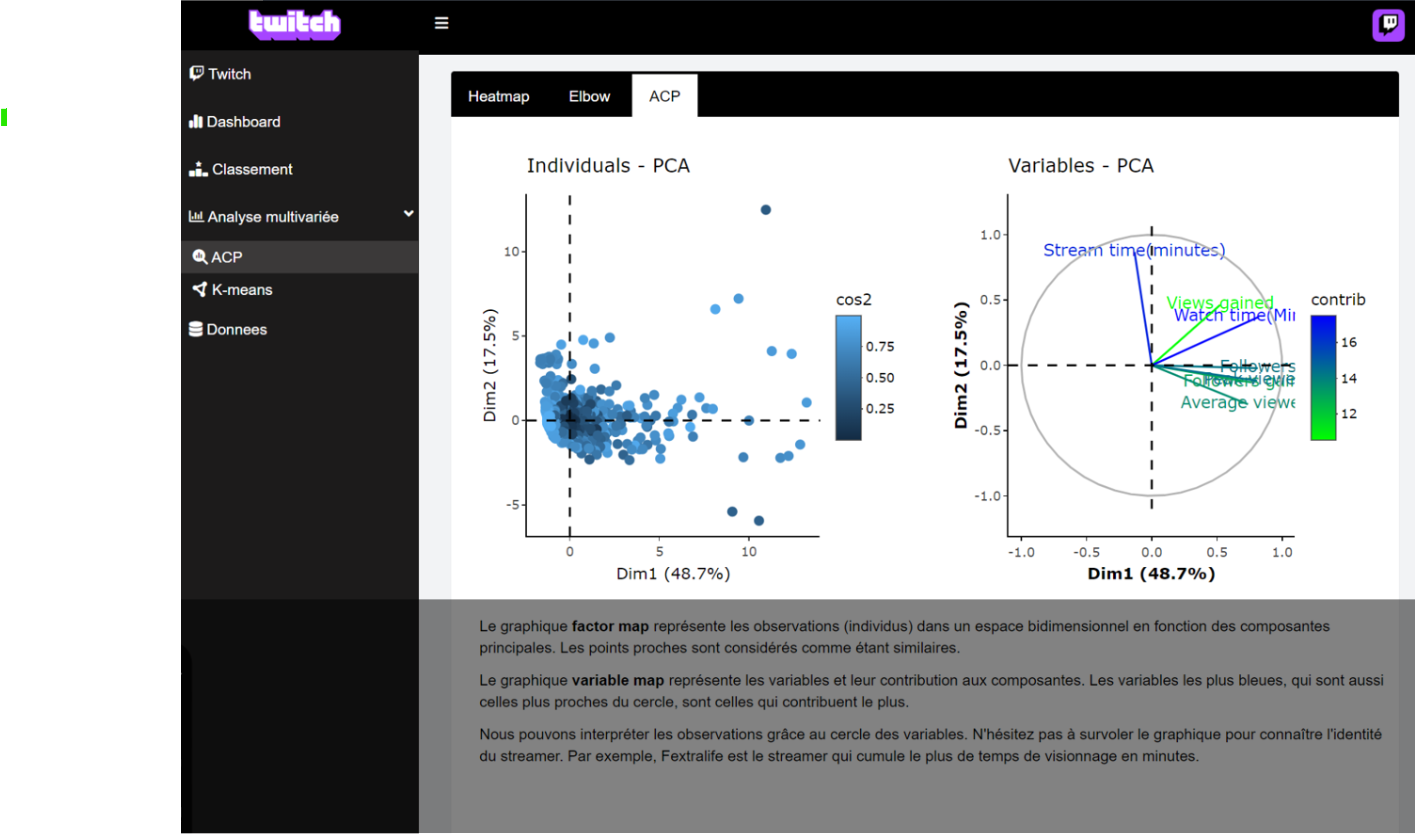 twitch
Twitch
Dashboard
Classement
Analyse multivariée
ACP
K-means
Donnees
Heatmap Elbow ACP
Individuals - PCA
10
5
0
-5
Dim2 (17.5%)
0 5 10
Dim1 (48.7%)
cos2
0.75
0.50
0.25
Variables - PCA
1.0
0.5
0.0
-0.5
-1.0
Dim2 (17.5%)
Stream time(minutes)
Views gained
Watch time(Min
Followers
Average viewe
-1.0 -0.5 0.0 0.5 1.0
Dim1 (48.7%)
contrib
16
14
12
Le graphique factor map représente les observations (individus) dans un espace bidimensionnel en fonction des composantes
principales. Les points proches sont considérés comme étant similaires.
Le graphique variable map représente les variables et leur contribution aux composantes. Les variables les plus bleues, qui sont aussi
celles plus proches du cercle, sont celles qui contribuent le plus.
Nous pouvons interpréter les observations grâce au cercle des variables. N'hésitez pas à survoler le graphique pour connaître l'identité
du streamer. Par exemple, Fextralife est le streamer qui cumule le plus de temps de visionnage en minutes.